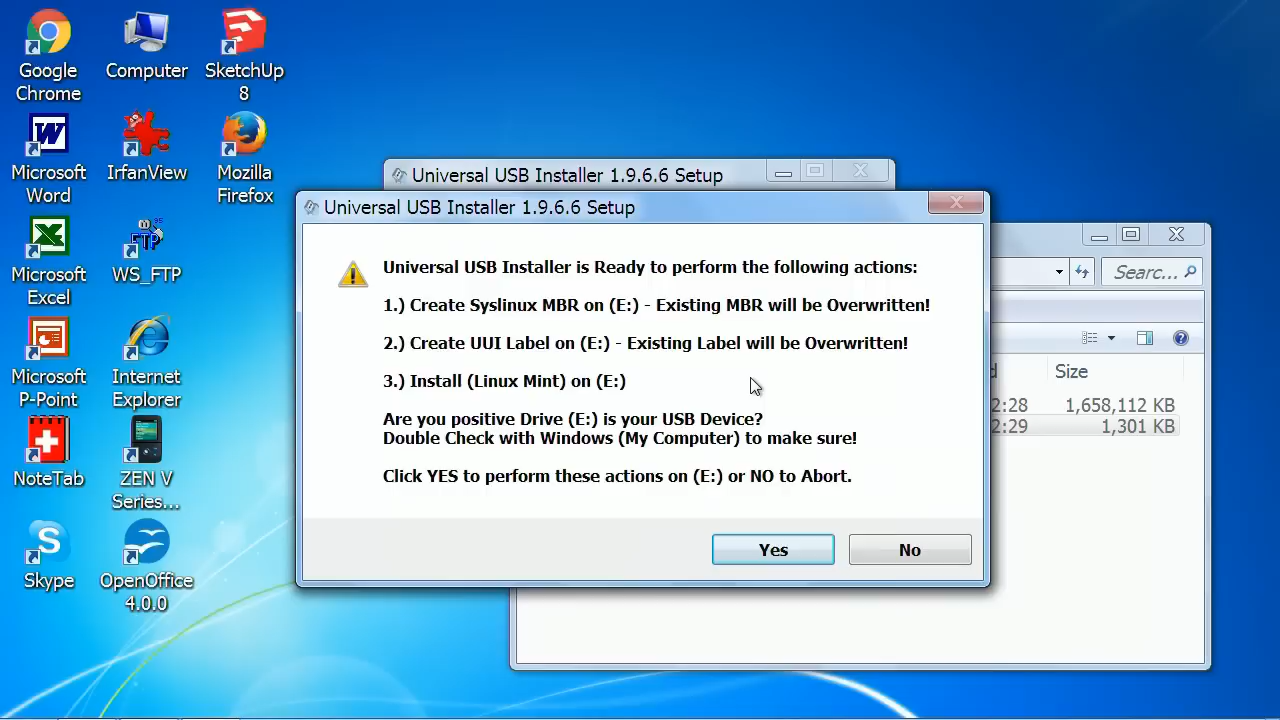 Google
Chrome
Computer
SketchUp
8
Microsoft
Word
IrfanView
Mozilla
Firefox
Microsoft
Excel
WS_FTP
Microsoft
P-Point
Internet
Explorer
NoteTab
ZEN V
Series...
Skype
OpenOffice
4.0.0
Universal USB Installer 1.9.6.6 Setup
Universal USB Installer 1.9.6.6 Setup
Universal USB Installer is Ready to perform the following actions:
1.) Create Syslinux MBR on (E:) - Existing MBR will be Overwritten!
2.) Create UUI Label on (E:) - Existing Label will be Overwritten!
3.) Install (Linux Mint) on (E:)
Are you positive Drive (E:) is your USB Device?
Double Check with Windows (My Computer) to make sure!
Click YES to perform these actions on (E:) or NO to Abort.
Yes
No
Searc...
Size
2:28 1,658,112 KB
2:29 1,301 KB